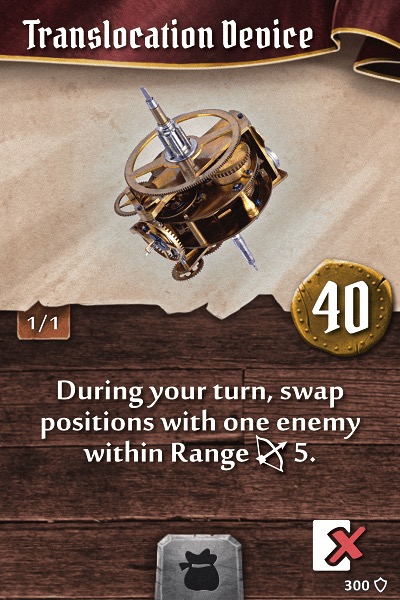 Translocation Device
1/1
40
During your turn, swap
positions with one enemy
within Range 5.
300